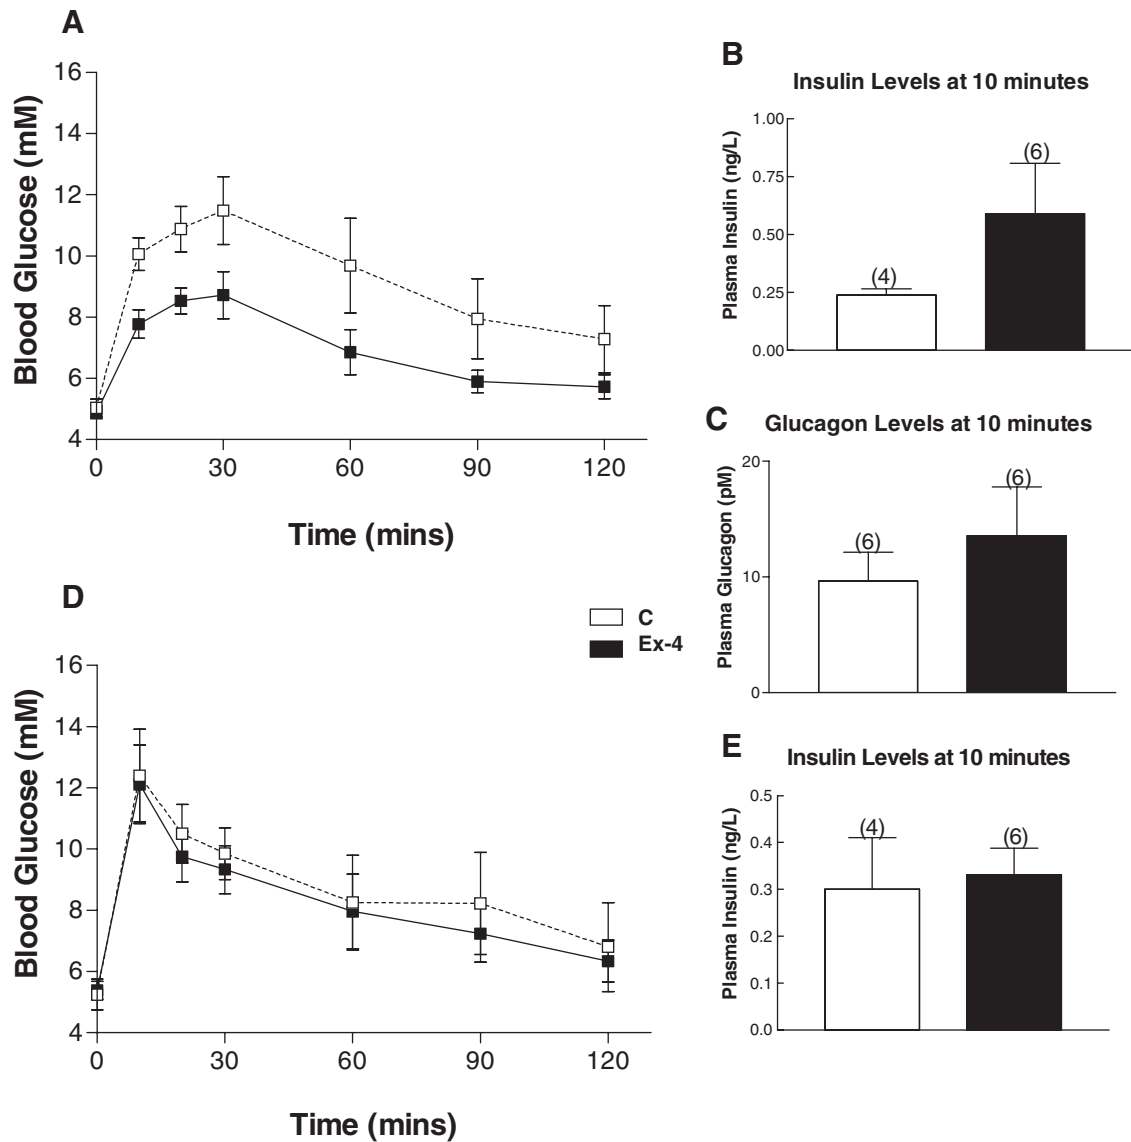 A
16
14
12
10
8
6
4
Blood Glucose (mM)
0
30
60
90
120
Time (mins)
B
Insulin Levels at 10 minutes
1.00
0.75
0.50
0.25
0.00
Plasma Insulin (ng/L)
(4)
(6)
C
Glucagon Levels at 10 minutes
20
10
0
Plasma Glucagon (pM)
(6)
(6)
D
C
Ex-4
16
14
12
10
8
6
4
Blood Glucose (mM)
0
30
60
90
120
Time (mins)
E
Insulin Levels at 10 minutes
0.5
0.4
0.3
0.2
0.1
0.0
Plasma Insulin (ng/L)
(4)
(6)